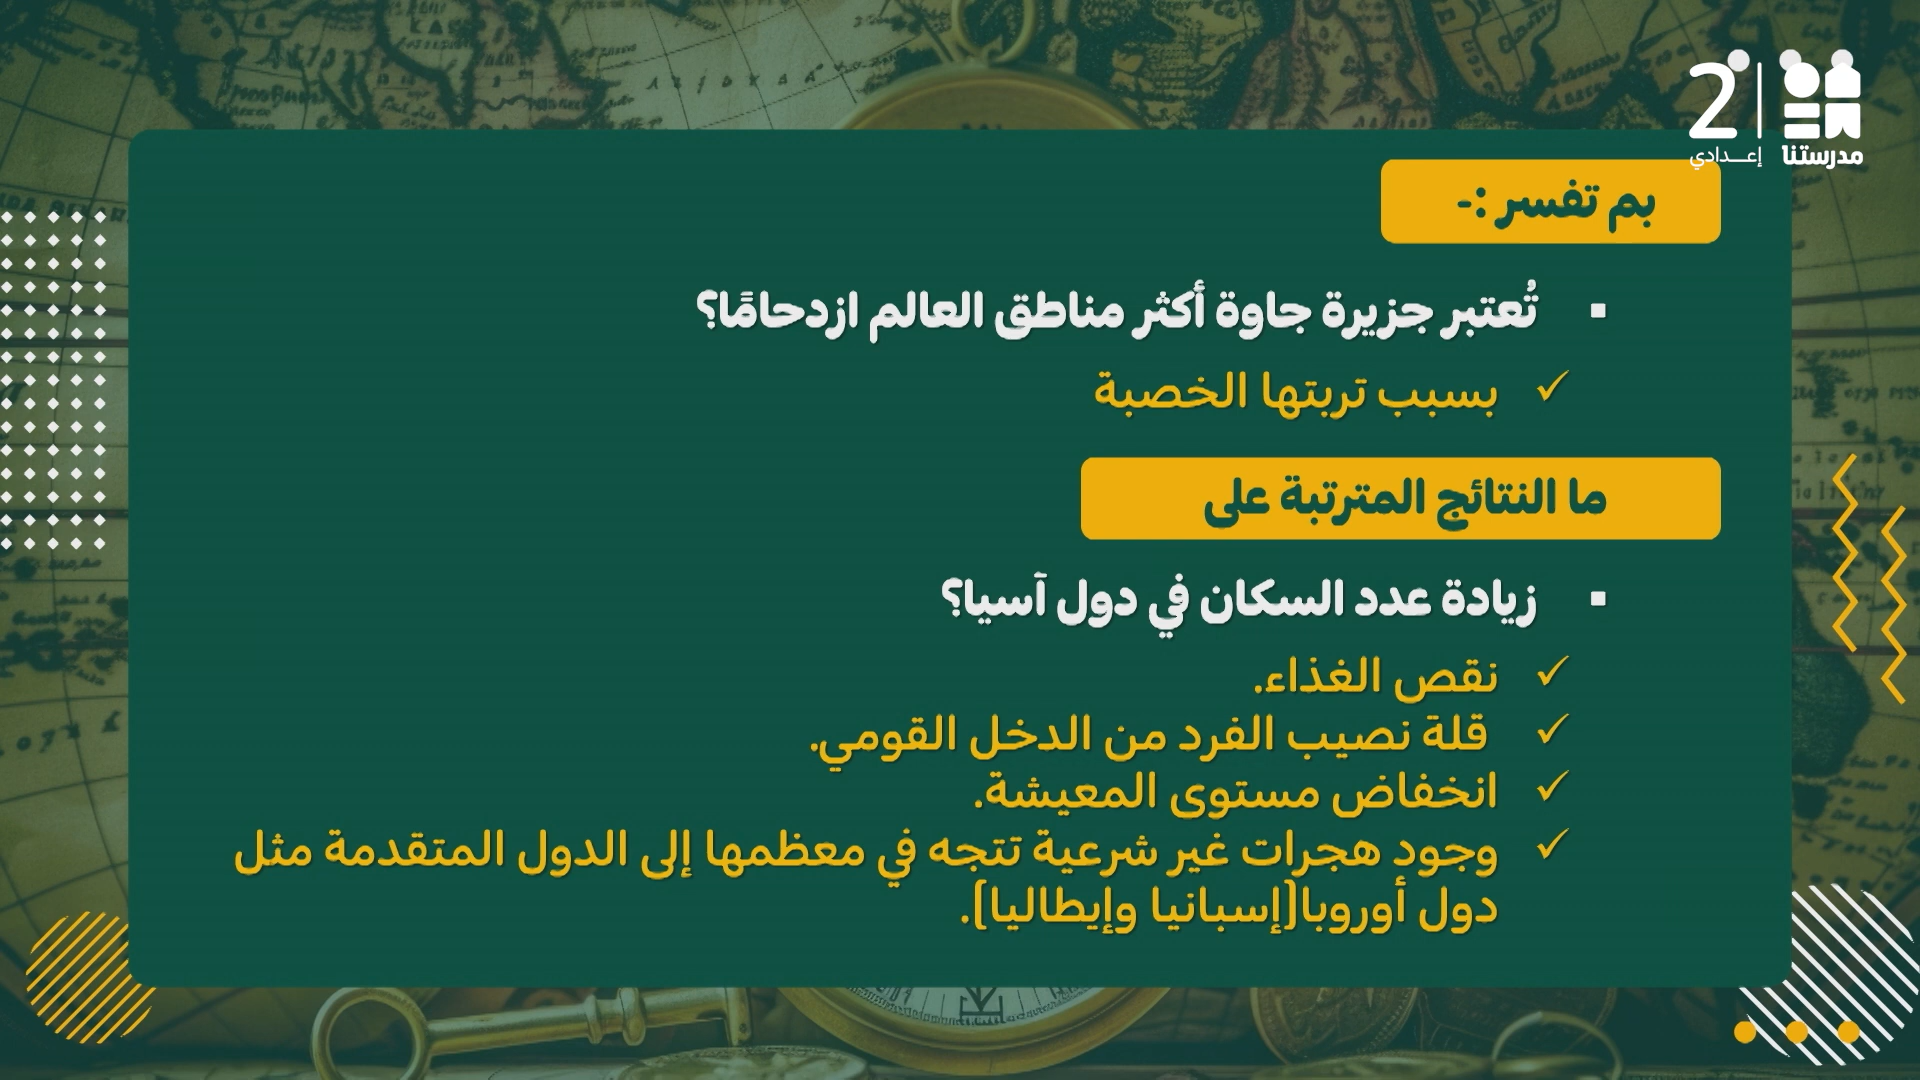 2
إعـدادي
مدرستنا
بم تفسر :-
▪ تُعتبر جزيرة جاوة أكثر مناطق العالم ازدحامًا؟
✓ بسبب تربتها الخصبة
ما النتائج المترتبة على
▪ زيادة عدد السكان في دول آسيا؟
✓ نقص الغذاء.
✓ قلة نصيب الفرد من الدخل القومي.
✓ انخفاض مستوى المعيشة.
✓ وجود هجرات غير شرعية تتجه في معظمها إلى الدول المتقدمة مثل
دول أوروبا(إسبانيا وإيطاليا).